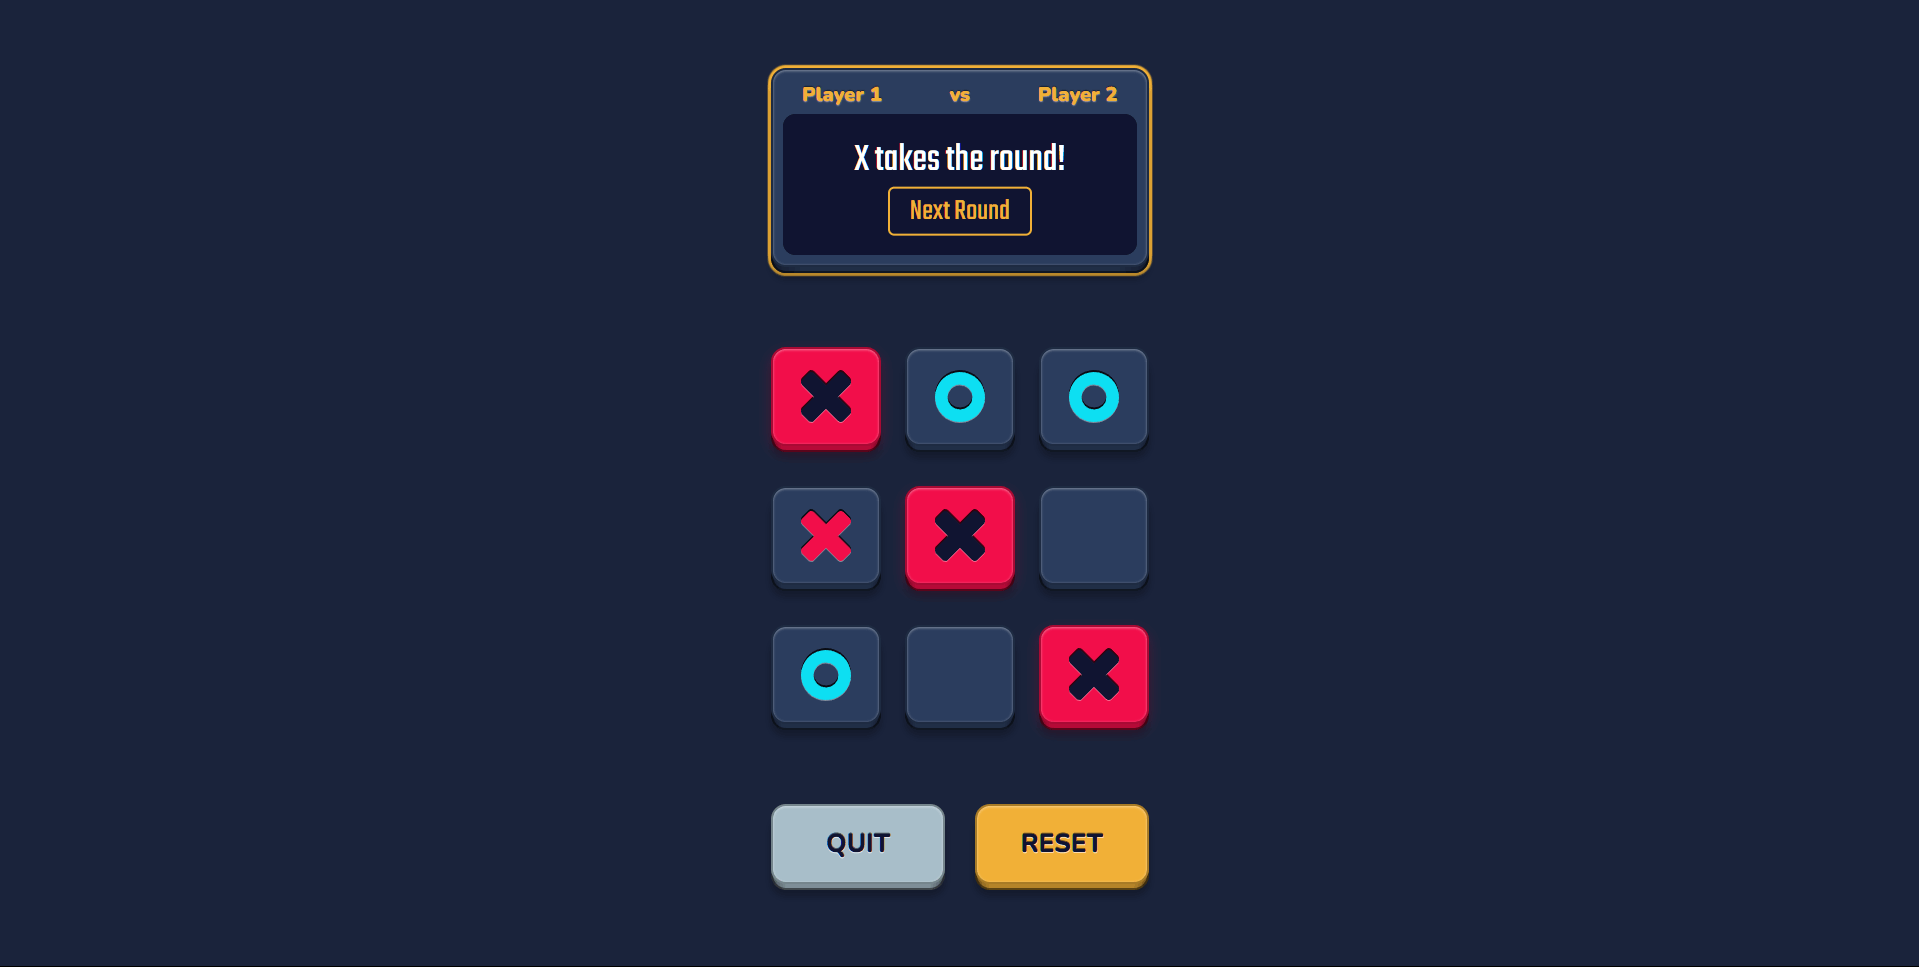 Player 1 vs Player 2
X takes the round!
Next Round
QUIT RESET